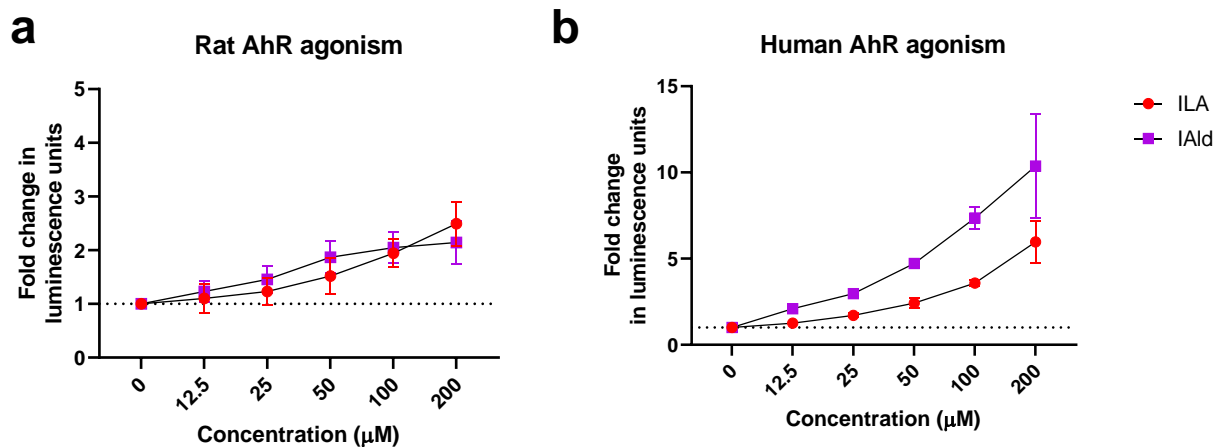 a
Rat AhR agonism
Fold change in
luminescence units
5
4
3
2
1
0
0
12.5
25
50
100
200
Concentration (μM)
b
Human AhR agonism
Fold change
in luminescence units
15
10
5
0
0
12.5
25
50
100
200
Concentration (μM)
ILA
IAld